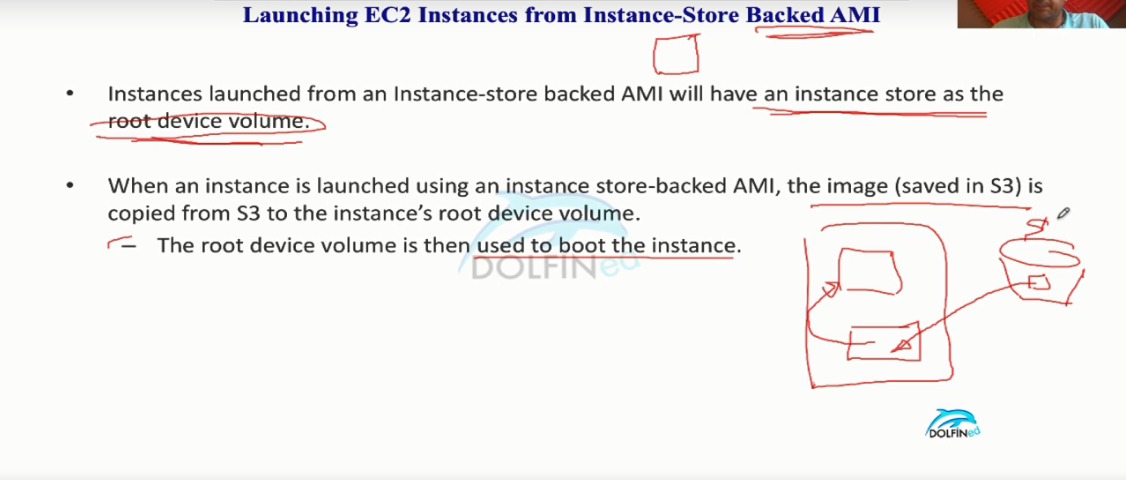 Launching EC2 Instances from Instance-Store Backed AMI
• Instances launched from an Instance-store backed AMI will have an instance store as the
root device volume.
• When an instance is launched using an instance store-backed AMI, the image (saved in S3) is
copied from S3 to the instance's root device volume.
– The root device volume is then used to boot the instance.
DOLFINed
DOLFINed